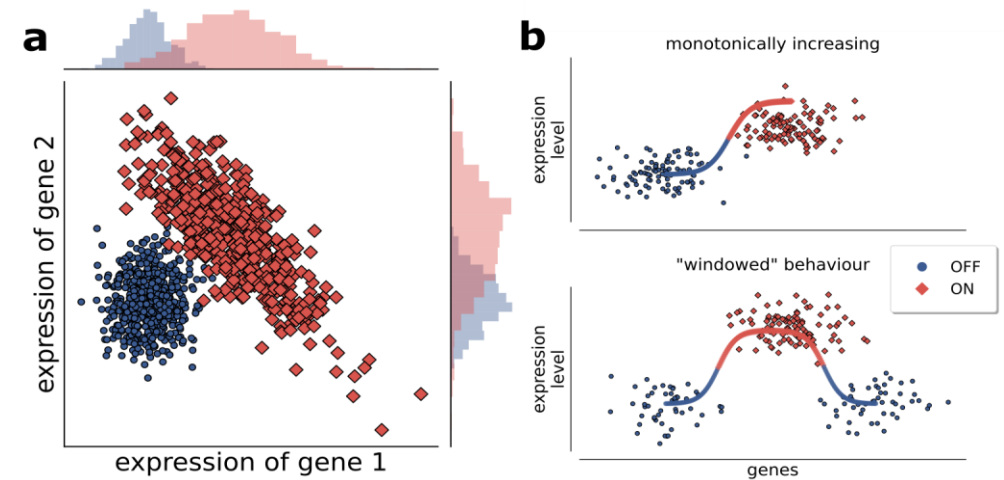 a
expression of gene 2
expression of gene 1
b
monotonically increasing
expression
level
"windowed" behaviour
expression
level
genes
OFF
ON